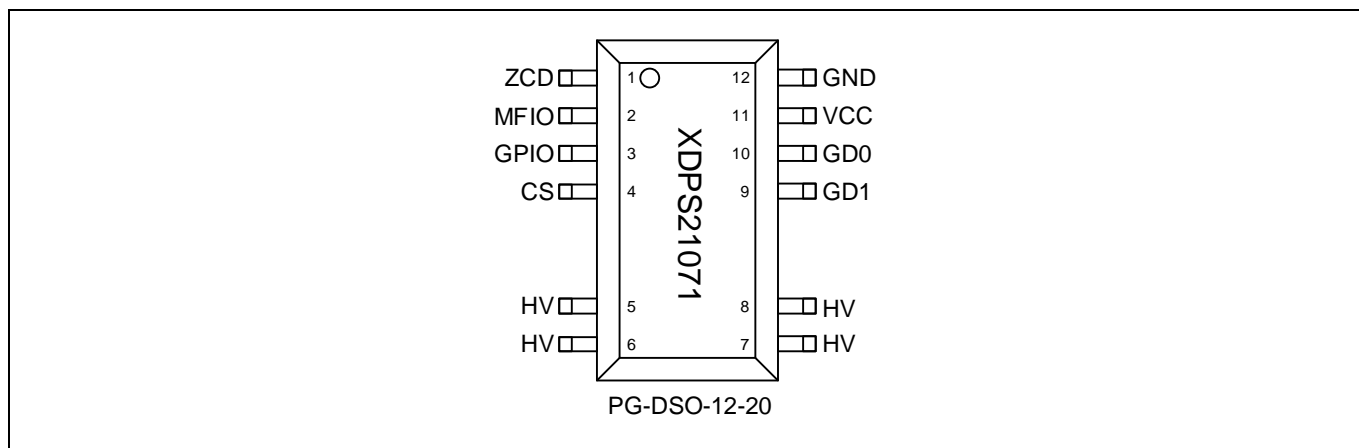 ZCD 1 12 GND
MFIO 2 11 VCC
GPIO 3 10 GD0
CS 4 9 GD1
XDPS21071
HV 5 8 HV
HV 6 7 HV
PG-DSO-12-20